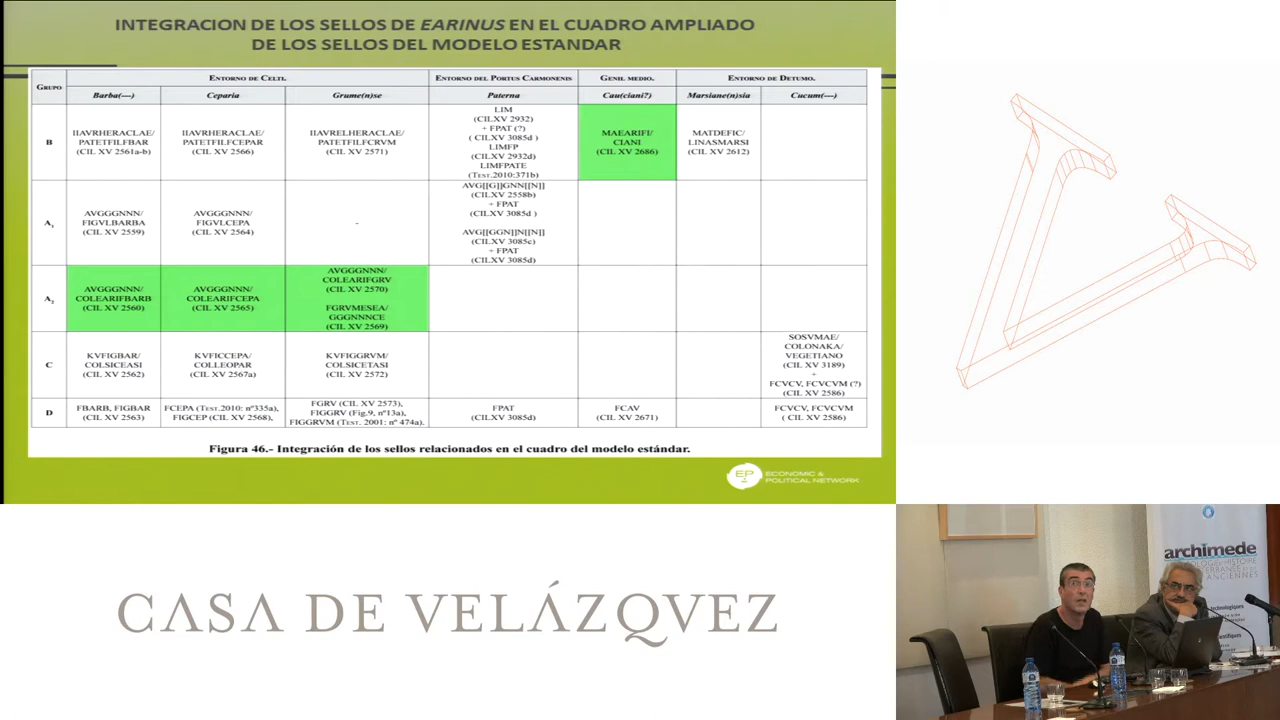 INTEGRACION DE LOS SELLOS DE EARINUS EN EL CUADRO AMPLIADO
DE LOS SELLOS DEL MODELO ESTANDAR
GRUPO
ENTORNO DE CELTI.
ENTORNO DEL PORTUS CARMONENIS
GENIL MEDIO.
ENTORNO DE DETUMO.
Barba(---)
Ceparia
Grume(n)se
Paterna
Cau(ciani?)
Marsiane(n)sia
Cucum(---)
B
IIAVRHERACLAE/
PATETFILFBAR
(CIL XV 2561a-b)
IIAVRHERACLAE/
PATETFILFCEPAR
(CIL XV 2566)
IIAVRELHERACLAE/
PATETFILFCRVM
(CIL XV 2571)
LIM
(CILXV 2932)
+ FPAT (?)
( CILXV 3085d )
LIMFP
(CILXV 2932d)
LIMFPATE
(TEST.2010:371b)
MAEARIFI/
CIANI
(CIL XV 2686)
MATDEFIC/
LINASMARSI
(CIL XV 2612)
A1
AVGGGNNN/
FIGVLBARBA
(CIL XV 2559)
AVGGGNNN/
FIGVLCEPA
(CIL XV 2564)
-
AVG[[G]]GNN[[N]]
(CILXV 2558b)
+ FPAT
(CILXV 3085d )
AVG[[GGN]]N[[N]]
(CILXV 3085c)
+ FPAT
(CILXV 3085d)
A2
AVGGGNNN/
COLEARIFBARB
(CIL XV 2560)
AVGGGNNN/
COLEARIFCEPA
(CIL XV 2565)
AVGGGNNN/
COLEARIFGRV
(CIL XV 2570)
FGRVMESEA/
GGGNNNCE
(CIL XV 2569)
C
KVFIGBAR/
COLSICEASI
(CIL XV 2562)
KVFICCEPA/
COLLEOPAR
(CIL XV 2567a)
KVFIGGRVM/
COLSICETASI
(CIL XV 2572)
SOSVMAE/
COLONAKA/
VEGETIANO
(CIL XV 3189)
+
FCVCV, FCVCVM (?)
(CIL XV 2586)
D
FBARB, FIGBAR
(CIL XV 2563)
FCEPA (TEST.2010: nº335a),
FIGCEP (CIL XV 2568),
FGRV (CIL XV 2573),
FIGGRV (Fig.9, nº13a),
FIGGRVM (TEST. 2001: nº 474a).
FPAT
(CILXV 3085d)
FCAV
(CIL XV 2671)
FCVCV, FCVCVM
( CIL XV 2586)
Figura 46.- Integración de los sellos relacionados en el cuadro del modelo estándar.
EP
ECONOMIC &
POLITICAL NETWORK
CASA DE VELÁZQVEZ
archimede
ANCIENNES